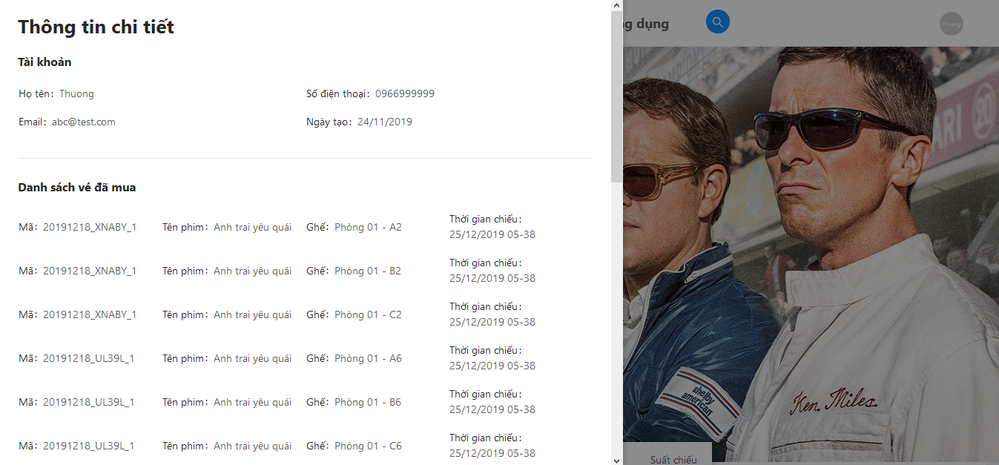 Thông tin chi tiết
Tài khoản
Họ tên: Thuong
Số điện thoại: 0966999999
Email: abc@test.com
Ngày tạo: 24/11/2019
Danh sách vé đã mua
Mã: 20191218_XNABY_1
Tên phim: Anh trai yêu quái
Ghế: Phòng 01 - A2
Thời gian chiếu:
25/12/2019 05-38
Mã: 20191218_XNABY_1
Tên phim: Anh trai yêu quái
Ghế: Phòng 01 - B2
Thời gian chiếu:
25/12/2019 05-38
Mã: 20191218_XNABY_1
Tên phim: Anh trai yêu quái
Ghế: Phòng 01 - C2
Thời gian chiếu:
25/12/2019 05-38
Mã: 20191218_UL39L_1
Tên phim: Anh trai yêu quái
Ghế: Phòng 01 - A6
Thời gian chiếu:
25/12/2019 05-38
Mã: 20191218_UL39L_1
Tên phim: Anh trai yêu quái
Ghế: Phòng 01 - B6
Thời gian chiếu:
25/12/2019 05-38
Mã: 20191218_UL39L_1
Tên phim: Anh trai yêu quái
Ghế: Phòng 01 - C6
Thời gian chiếu:
25/12/2019 05-38
g dụng
Thuong
ARI 20
shelby
american
Ken Miles
Suất chiếu